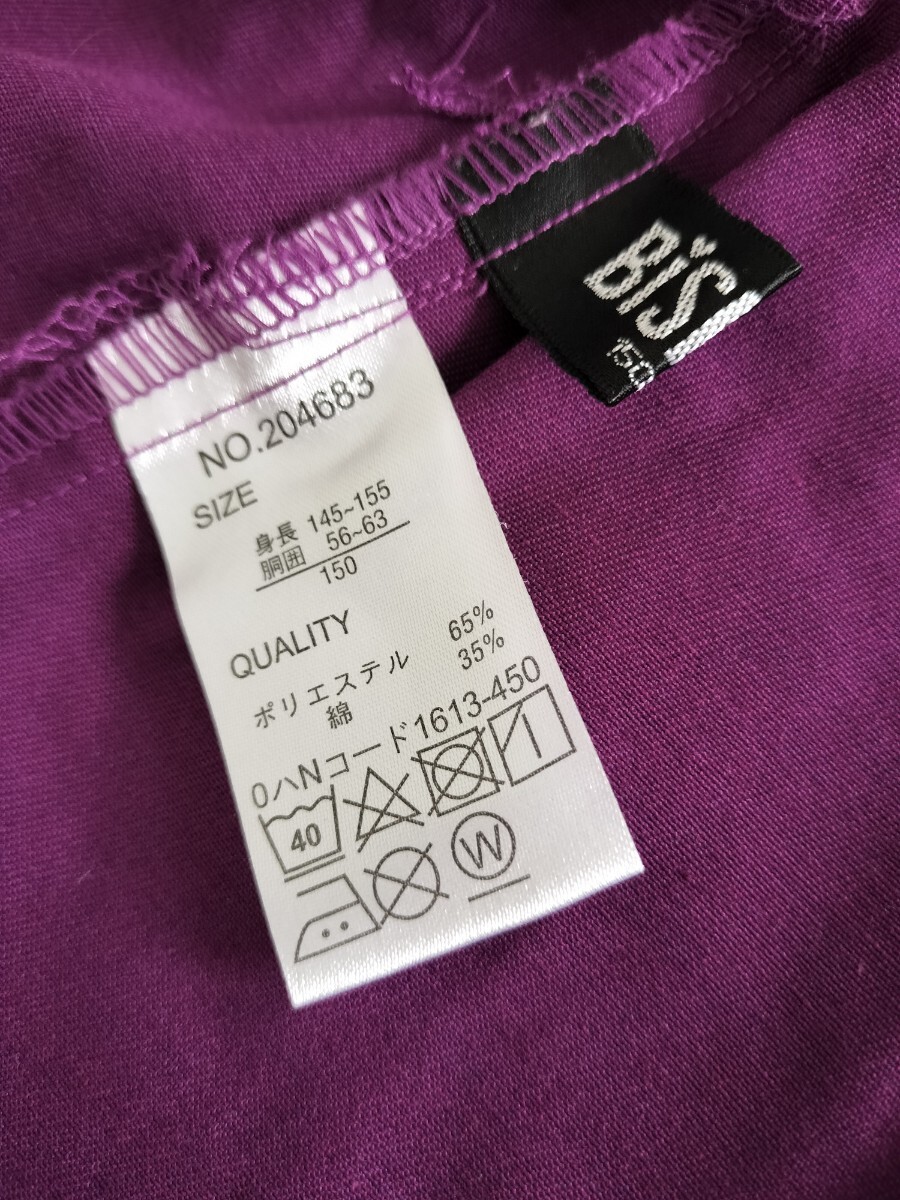 BIS
150
NO.204683
SIZE
身長 145~155
胴囲 56~63
150
QUALITY
ポリエステル 65%
綿 35%
0ハNコード1613-450
40
W